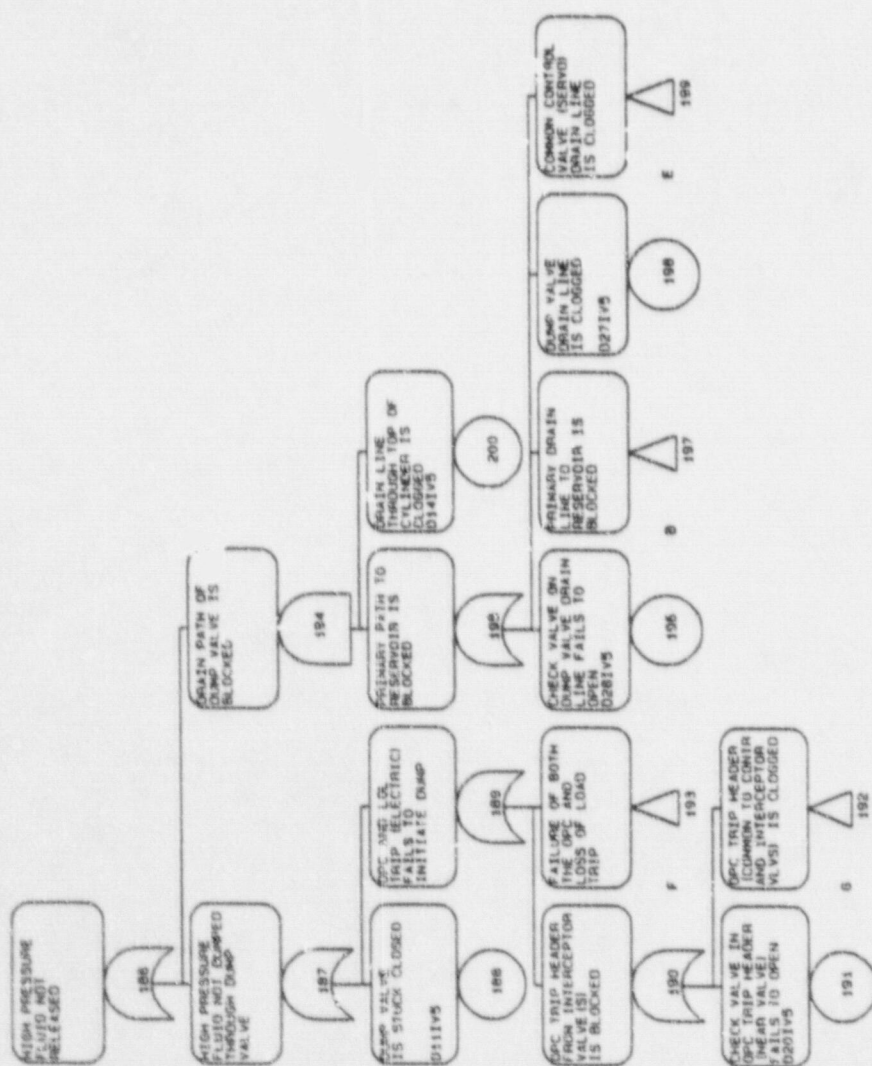 HIGH PRESSURE
FLUID NOT
RELEASED
186
HIGH PRESSURE
FLUID NOT DUMPED
THROUGH DUMP
VALVE
187
DRAIN PATH OF
DUMP VALVE IS
BLOCKED
194
DUMP VALVE
IS STUCK CLOSED
D11IV5
188
OPC AND LOL
TRIP (ELECTRIC)
FAILS TO
INITIATE DUMP
189
PRIMARY PATH TO
RESERVOIR IS
BLOCKED
195
DRAIN LINE
THROUGH TOP OF
CYLINDER IS
CLOGGED
D14IV5
200
OPC TRIP HEADER
FROM INTERCEPTOR
VALVE(S)
IS BLOCKED
190
FAILURE OF BOTH
THE OPC AND
LOSS OF LOAD
TRIP
F
193
CHECK VALVE ON
DUMP VALVE DRAIN
LINE FAILS TO
OPEN
D28IV5
196
PRIMARY DRAIN
LINE TO
RESERVOIR IS
BLOCKED
197
DUMP VALVE
DRAIN LINE
IS CLOGGED
D27IV5
198
COMMON CONTROL
VALVE (SERVO)
DRAIN LINE
IS CLOGGED
E
199
CHECK VALVE IN
OPC TRIP HEADER
(NEAR VALVE)
FAILS TO OPEN
D20IV5
191
OPC TRIP HEADER
(COMMON TO CONTR
AND INTERCEPTOR
VLVS) IS CLOGGED
G
192